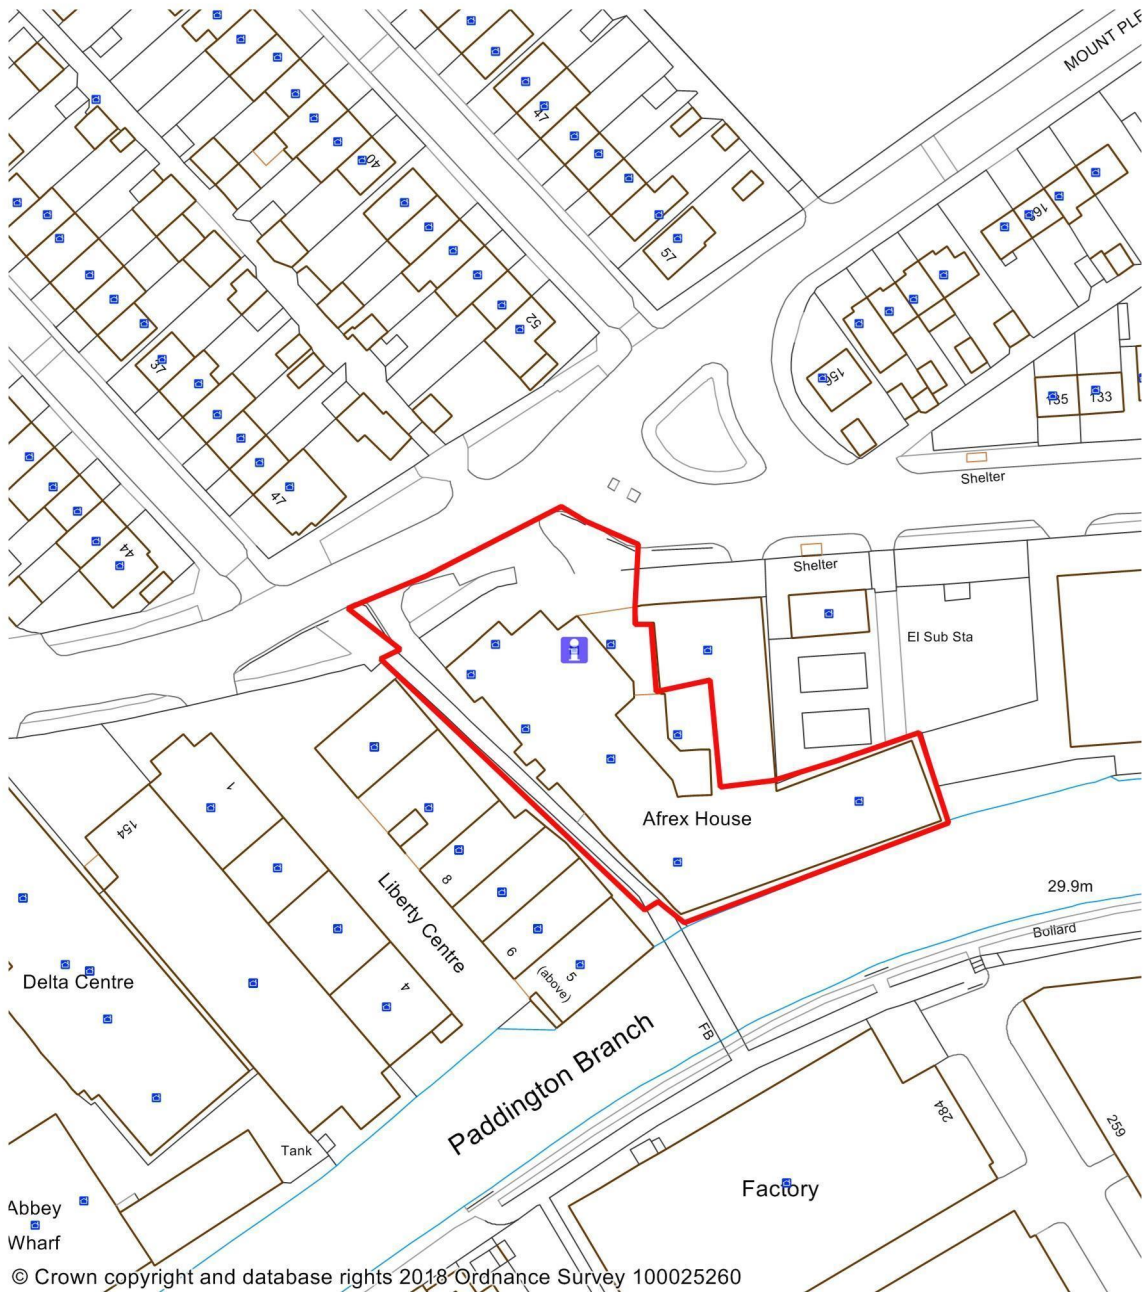 MOUNT PLE
47
40
57
52
37
47
44
156
135
133
Shelter
Shelter
El Sub Sta
Afrex House
1
154
8
Liberty Centre
6
5
(above)
4
Delta Centre
29.9m
Bollard
FB
Paddington Branch
284
259
Tank
Factory
Abbey
Wharf
© Crown copyright and database rights 2018 Ordnance Survey 100025260